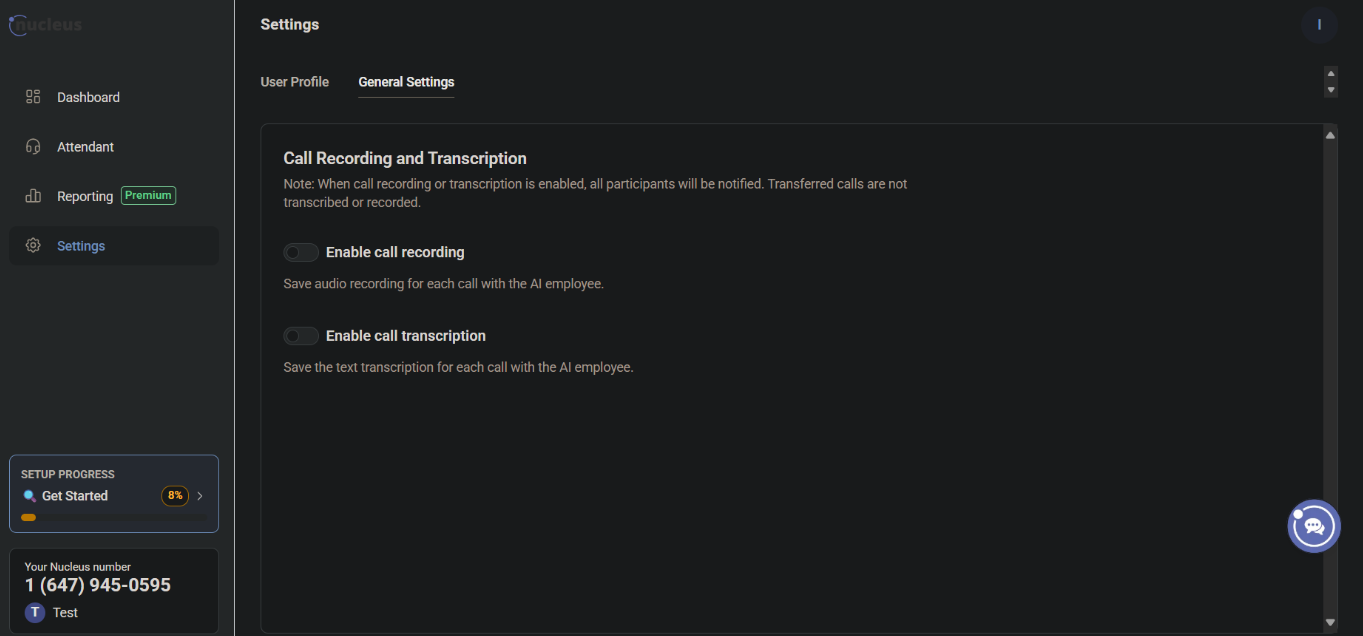 nucleus
Settings
I
User Profile
General Settings
Dashboard
Attendant
Reporting Premium
Settings
Call Recording and Transcription
Note: When call recording or transcription is enabled, all participants will be notified. Transferred calls are not
transcribed or recorded.
Enable call recording
Save audio recording for each call with the AI employee.
Enable call transcription
Save the text transcription for each call with the AI employee.
SETUP PROGRESS
Get Started 8%
Your Nucleus number
1 (647) 945-0595
T Test